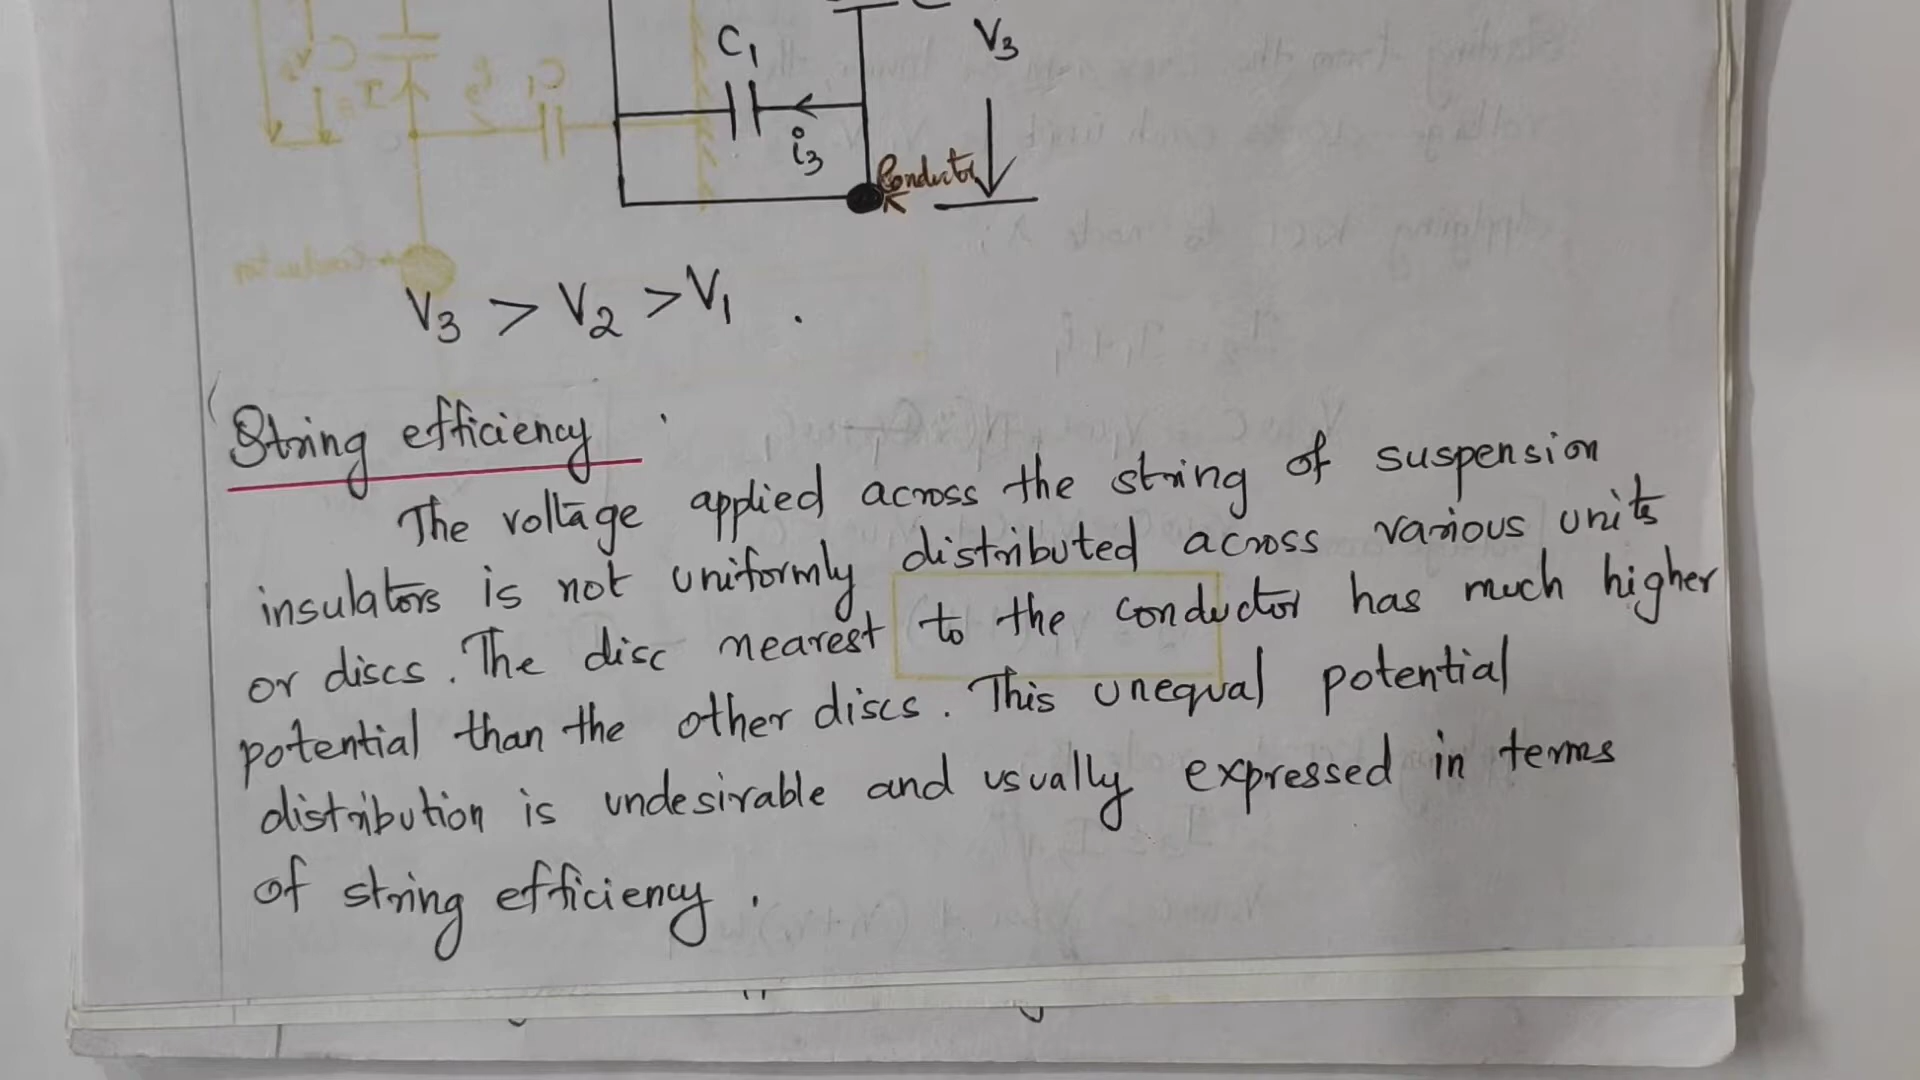 C₁
V₃
i₃
Conductor
V₃ > V₂ > V₁ .
String efficiency
The voltage applied across the string of suspension
insulators is not uniformly distributed across various units
or discs. The disc nearest to the conductor has much higher
potential than the other discs. This unequal potential
distribution is undesirable and usually expressed in terms
of string efficiency.